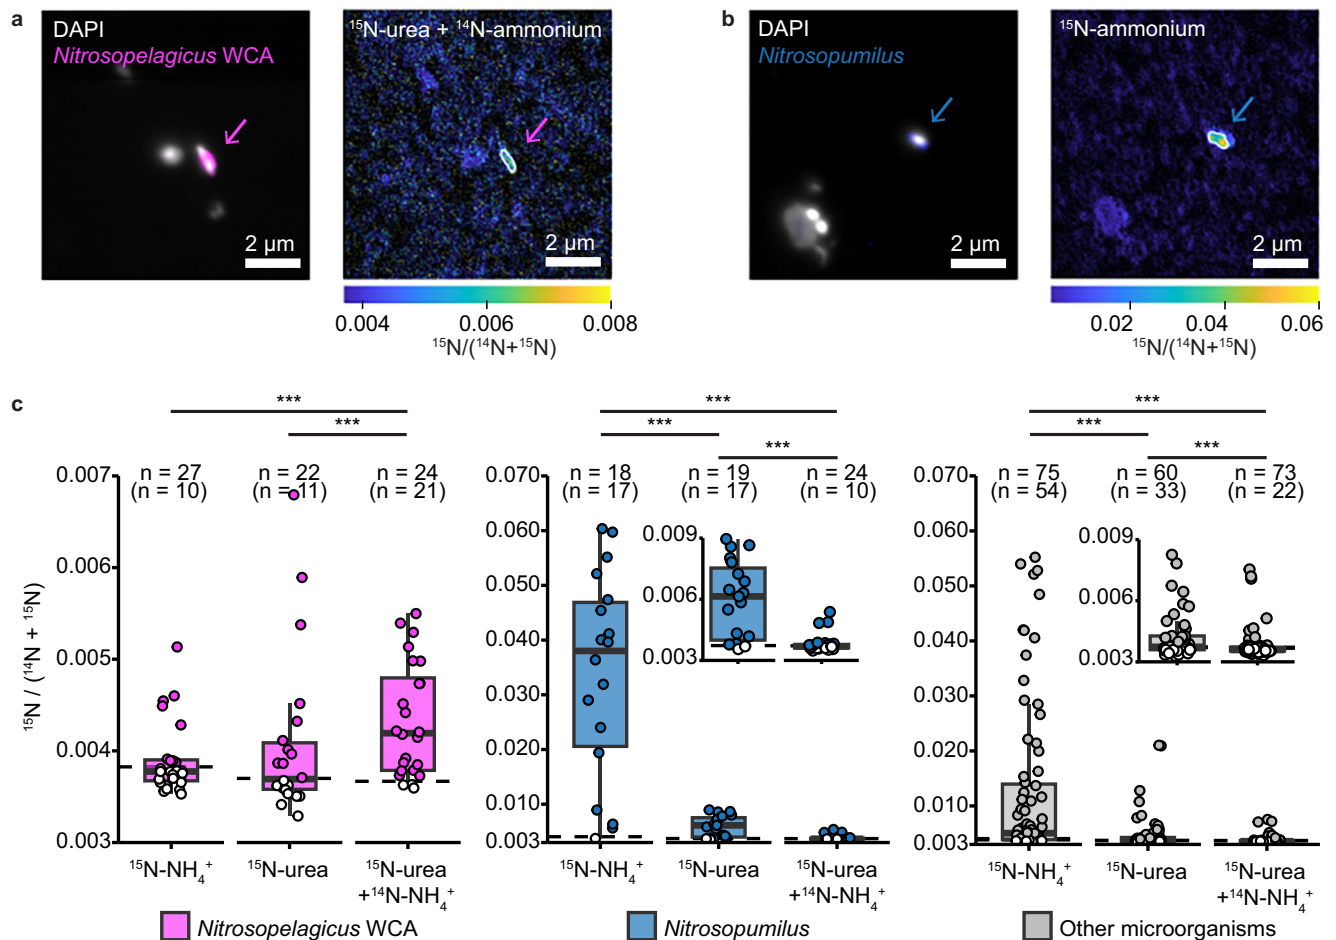 a
DAPI
Nitrosopelagicus WCA
2 µm
¹⁵N-urea + ¹⁴N-ammonium
2 µm
0.004 0.006 0.008
¹⁵N/(¹⁴N+¹⁵N)
b
DAPI
Nitrosopumilus
2 µm
¹⁵N-ammonium
2 µm
0.02 0.04 0.06
¹⁵N/(¹⁴N+¹⁵N)
c
¹⁵N / (¹⁴N + ¹⁵N)
***
***
n = 27 n = 22 n = 24
(n = 10) (n = 11) (n = 21)
0.007
0.006
0.005
0.004
0.003
¹⁵N-NH₄⁺ ¹⁵N-urea ¹⁵N-urea
+¹⁴N-NH₄⁺
***
***
***
n = 18 n = 19 n = 24
(n = 17) (n = 17) (n = 10)
0.070
0.060
0.050
0.040
0.030
0.020
0.010
0.003
0.009
0.006
0.003
¹⁵N-NH₄⁺ ¹⁵N-urea ¹⁵N-urea
+¹⁴N-NH₄⁺
***
***
***
n = 75 n = 60 n = 73
(n = 54) (n = 33) (n = 22)
0.070
0.060
0.050
0.040
0.030
0.020
0.010
0.003
0.009
0.006
0.003
¹⁵N-NH₄⁺ ¹⁵N-urea ¹⁵N-urea
+¹⁴N-NH₄⁺
Nitrosopelagicus WCA
Nitrosopumilus
Other microorganisms